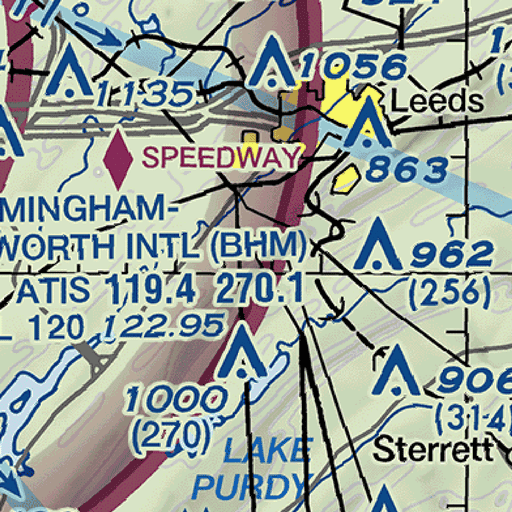 1056
1135
Leeds
SPEEDWAY
863
MINGHAM-
WORTH INTL (BHM)
962
(256)
ATIS 119.4 270.1
L 120 122.95
906
1000
(314)
(270)
LAKE
Sterrett
PURDY